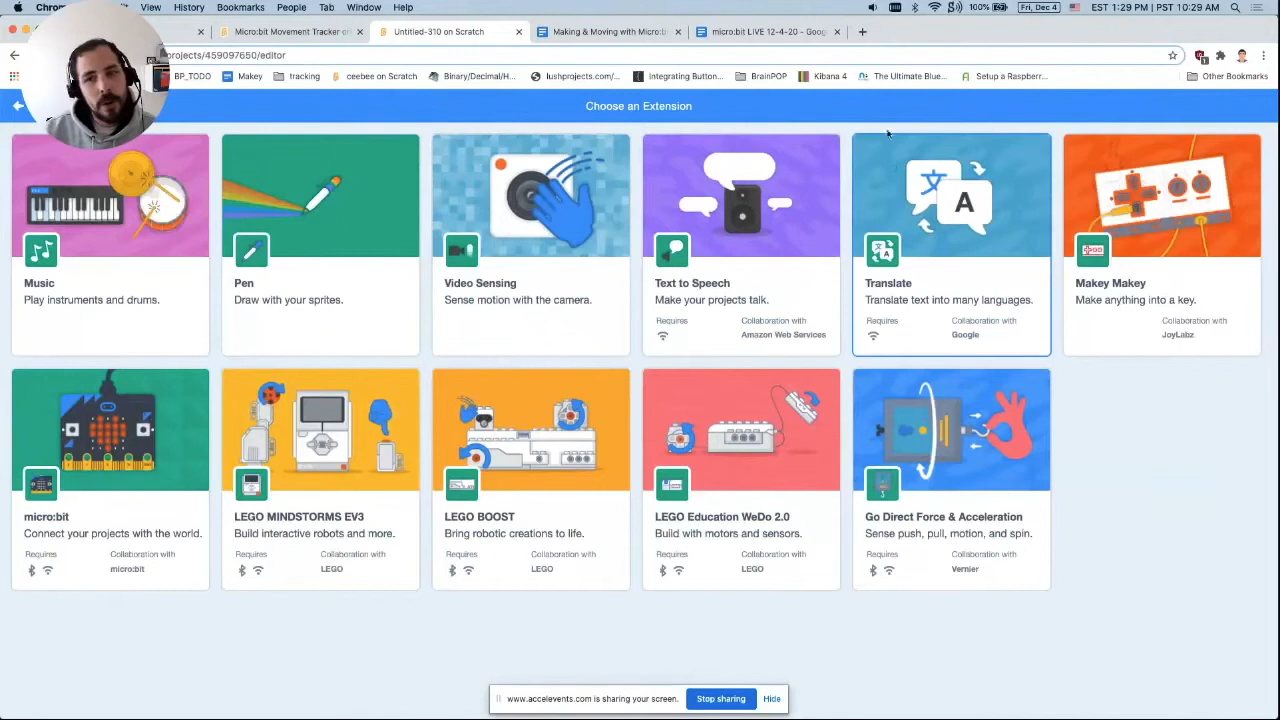 Chrom View History Bookmarks People Tab Window Help 100% Fri, Dec 4 EST 1:29 PM | PST 10:29 AM
Micro:bit Movement Tracker o Untitled-310 on Scratch Making & Moving with Micro:b micro:bit LIVE 12-4-20 - Goog
projects/459097650/editor
BP_TODO Makey tracking ceebee on Scratch Binary/Decimal/H... lushprojects.com/... Integrating Button... BrainPOP Kibana 4 The Ultimate Blue... Setup a Raspberr... Other Bookmarks
Choose an Extension
文 A
Music
Play instruments and drums.
Pen
Draw with your sprites.
Video Sensing
Sense motion with the camera.
Text to Speech
Make your projects talk.
Requires Collaboration with
Amazon Web Services
Translate
Translate text into many languages.
Requires Collaboration with
Google
Makey Makey
Make anything into a key.
Collaboration with
JoyLabz
micro:bit
Connect your projects with the world.
Requires Collaboration with
micro:bit
LEGO MINDSTORMS EV3
Build interactive robots and more.
Requires Collaboration with
LEGO
LEGO BOOST
Bring robotic creations to life.
Requires Collaboration with
LEGO
LEGO Education WeDo 2.0
Build with motors and sensors.
Requires Collaboration with
LEGO
Go Direct Force & Acceleration
Sense push, pull, motion, and spin.
Requires Collaboration with
Vernier
www.accelevents.com is sharing your screen. Stop sharing Hide